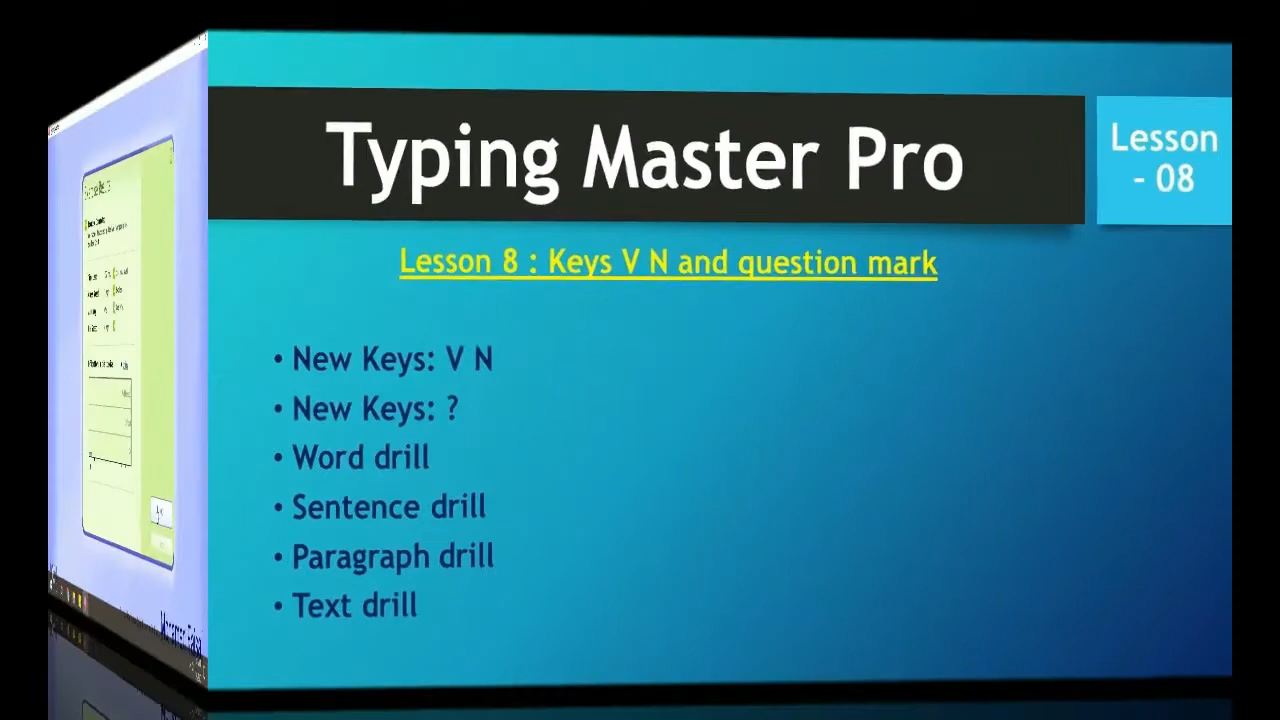 Typing Master Pro
Lesson
- 08
Lesson 8 : Keys V N and question mark
• New Keys: V N
• New Keys: ?
• Word drill
• Sentence drill
• Paragraph drill
• Text drill